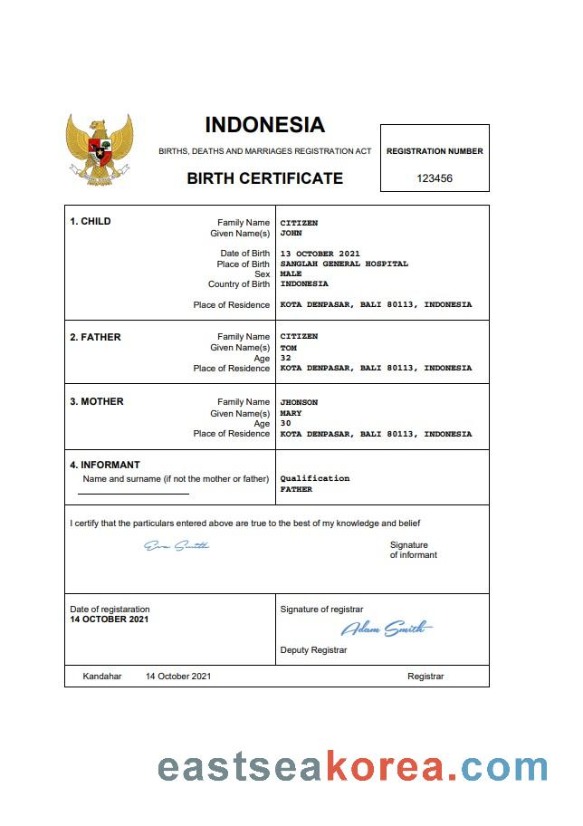 INDONESIA
BIRTHS, DEATHS AND MARRIAGES REGISTRATION ACT
BIRTH CERTIFICATE
REGISTRATION NUMBER
123456
1. CHILD
Family Name CITIZEN
Given Name(s) JOHN
Date of Birth 13 OCTOBER 2021
Place of Birth SANGLAH GENERAL HOSPITAL
Sex MALE
Country of Birth INDONESIA
Place of Residence KOTA DENPASAR, BALI 80113, INDONESIA
2. FATHER
Family Name CITIZEN
Given Name(s) TOM
Age 32
Place of Residence KOTA DENPASAR, BALI 80113, INDONESIA
3. MOTHER
Family Name JHONSON
Given Name(s) MARY
Age 30
Place of Residence KOTA DENPASAR, BALI 80113, INDONESIA
4. INFORMANT
Name and surname (if not the mother or father) Qualification
FATHER
I certify that the particulars entered above are true to the best of my knowledge and belief
Eva Smith
Signature
of informant
Date of registaration
14 OCTOBER 2021
Signature of registrar
Adam Smith
Deputy Registrar
Kandahar 14 October 2021 Registrar
eastseakorea.com